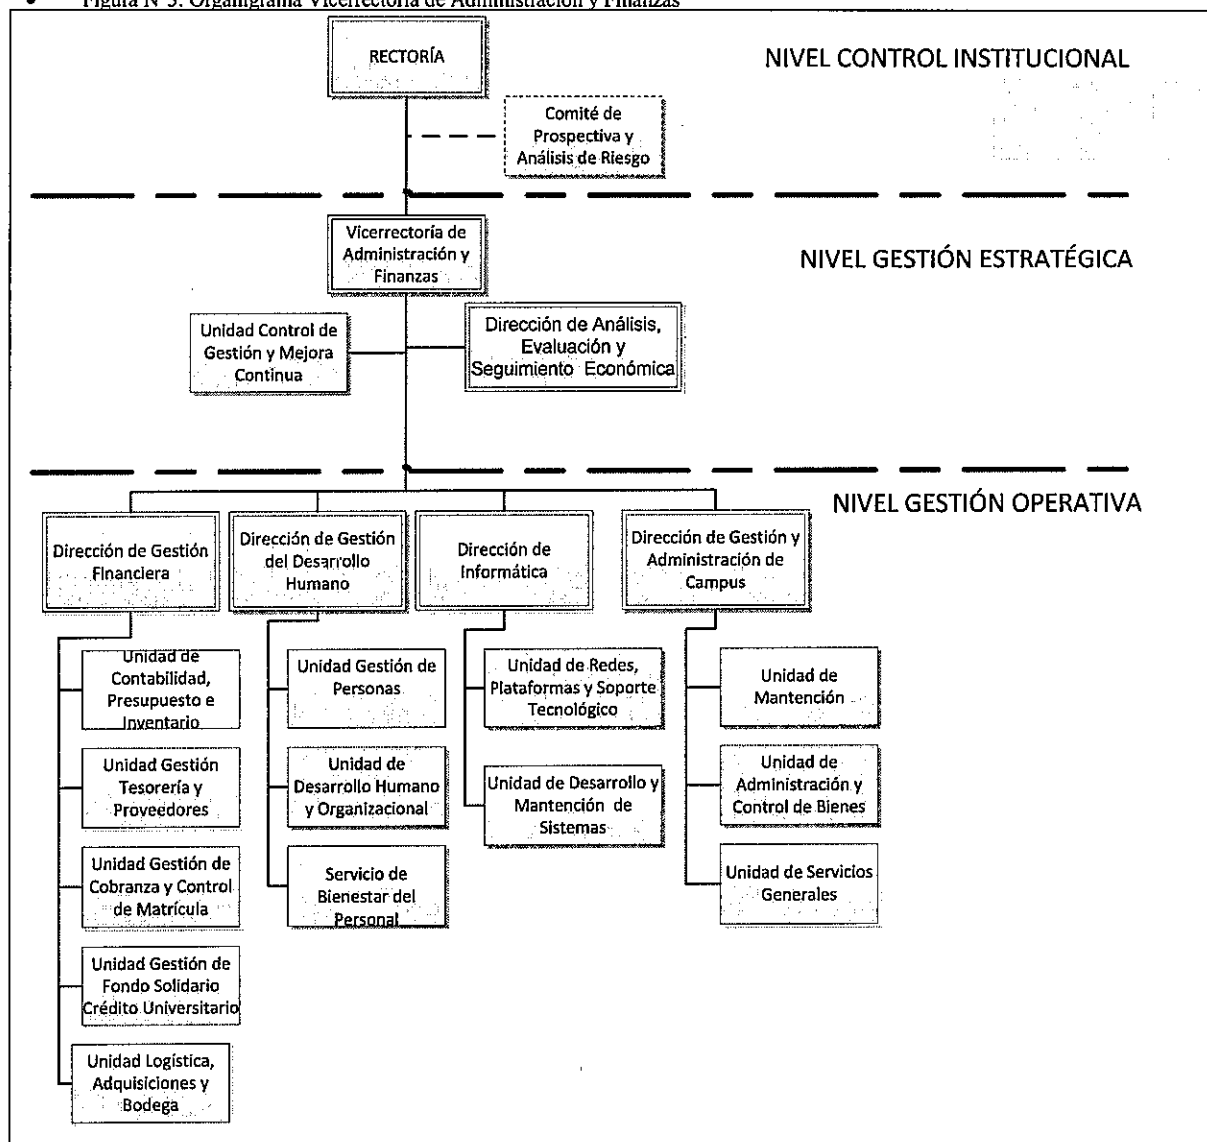 • Figura N°3: Organigrama Vicerrectoría de Administración y Finanzas
RECTORÍA
NIVEL CONTROL INSTITUCIONAL
Comité de
Prospectiva y
Análisis de Riesgo
Vicerrectoría de
Administración y
Finanzas
NIVEL GESTIÓN ESTRATÉGICA
Unidad Control de
Gestión y Mejora
Continua
Dirección de Análisis,
Evaluación y
Seguimiento Económica
NIVEL GESTIÓN OPERATIVA
Dirección de Gestión
Financiera
Dirección de Gestión
del Desarrollo
Humano
Dirección de
Informática
Dirección de Gestión y
Administración de
Campus
Unidad de
Contabilidad,
Presupuesto e
Inventario
Unidad Gestión
Tesorería y
Proveedores
Unidad Gestión de
Cobranza y Control
de Matrícula
Unidad Gestión de
Fondo Solidario
Crédito Universitario
Unidad Logística,
Adquisiciones y
Bodega
Unidad Gestión de
Personas
Unidad de
Desarrollo Humano
y Organizacional
Servicio de
Bienestar del
Personal
Unidad de Redes,
Plataformas y Soporte
Tecnológico
Unidad de Desarrollo y
Mantención de
Sistemas
Unidad de
Mantención
Unidad de
Administración y
Control de Bienes
Unidad de Servicios
Generales